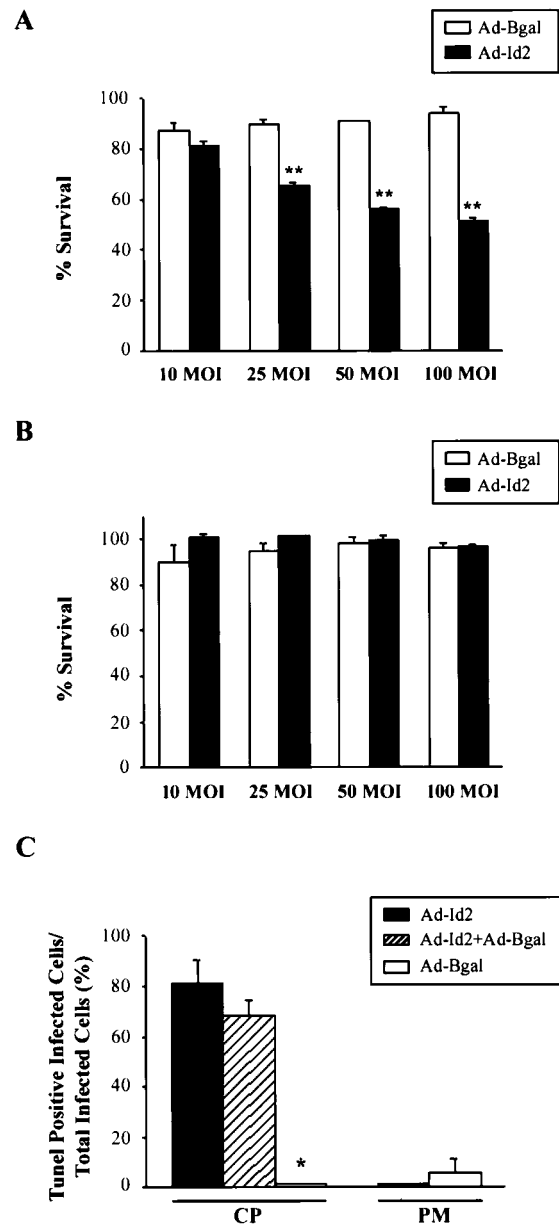 A
Ad-Bgal
Ad-Id2
% Survival
100
80
60
40
20
0
**
**
**
10 MOI 25 MOI 50 MOI 100 MOI
B
Ad-Bgal
Ad-Id2
% Survival
100
80
60
40
20
0
10 MOI 25 MOI 50 MOI 100 MOI
C
Ad-Id2
Ad-Id2+Ad-Bgal
Ad-Bgal
Tunel Positive Infected Cells/
Total Infected Cells (%)
100
80
60
40
20
0
*
CP PM